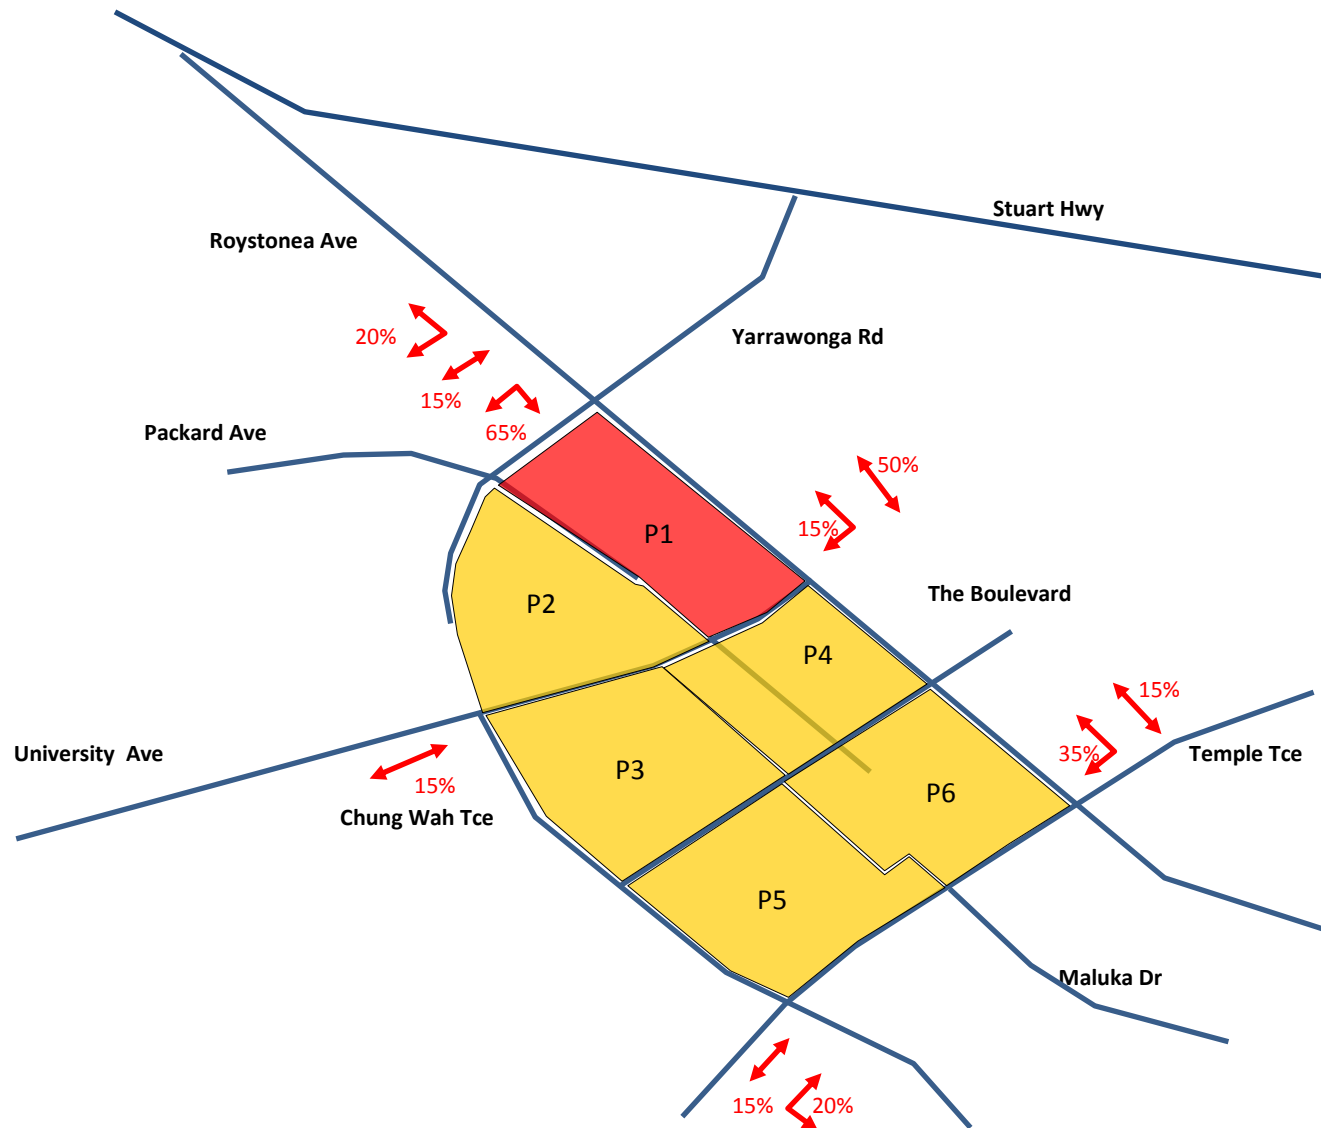 Stuart Hwy
Roystonea Ave
20%
Yarrawonga Rd
15%
65%
Packard Ave
50%
15%
P1
The Boulevard
P2
P4
15%
35%
Temple Tce
University  Ave
P3
15%
P6
Chung Wah Tce
P5
Maluka Dr
15%
20%